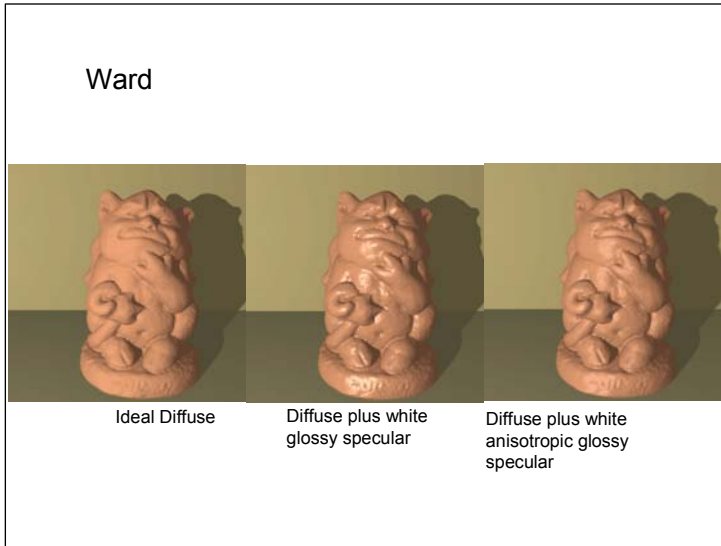 Ward
Ideal Diffuse
Diffuse plus white
glossy specular
Diffuse plus white
anisotropic glossy
specular